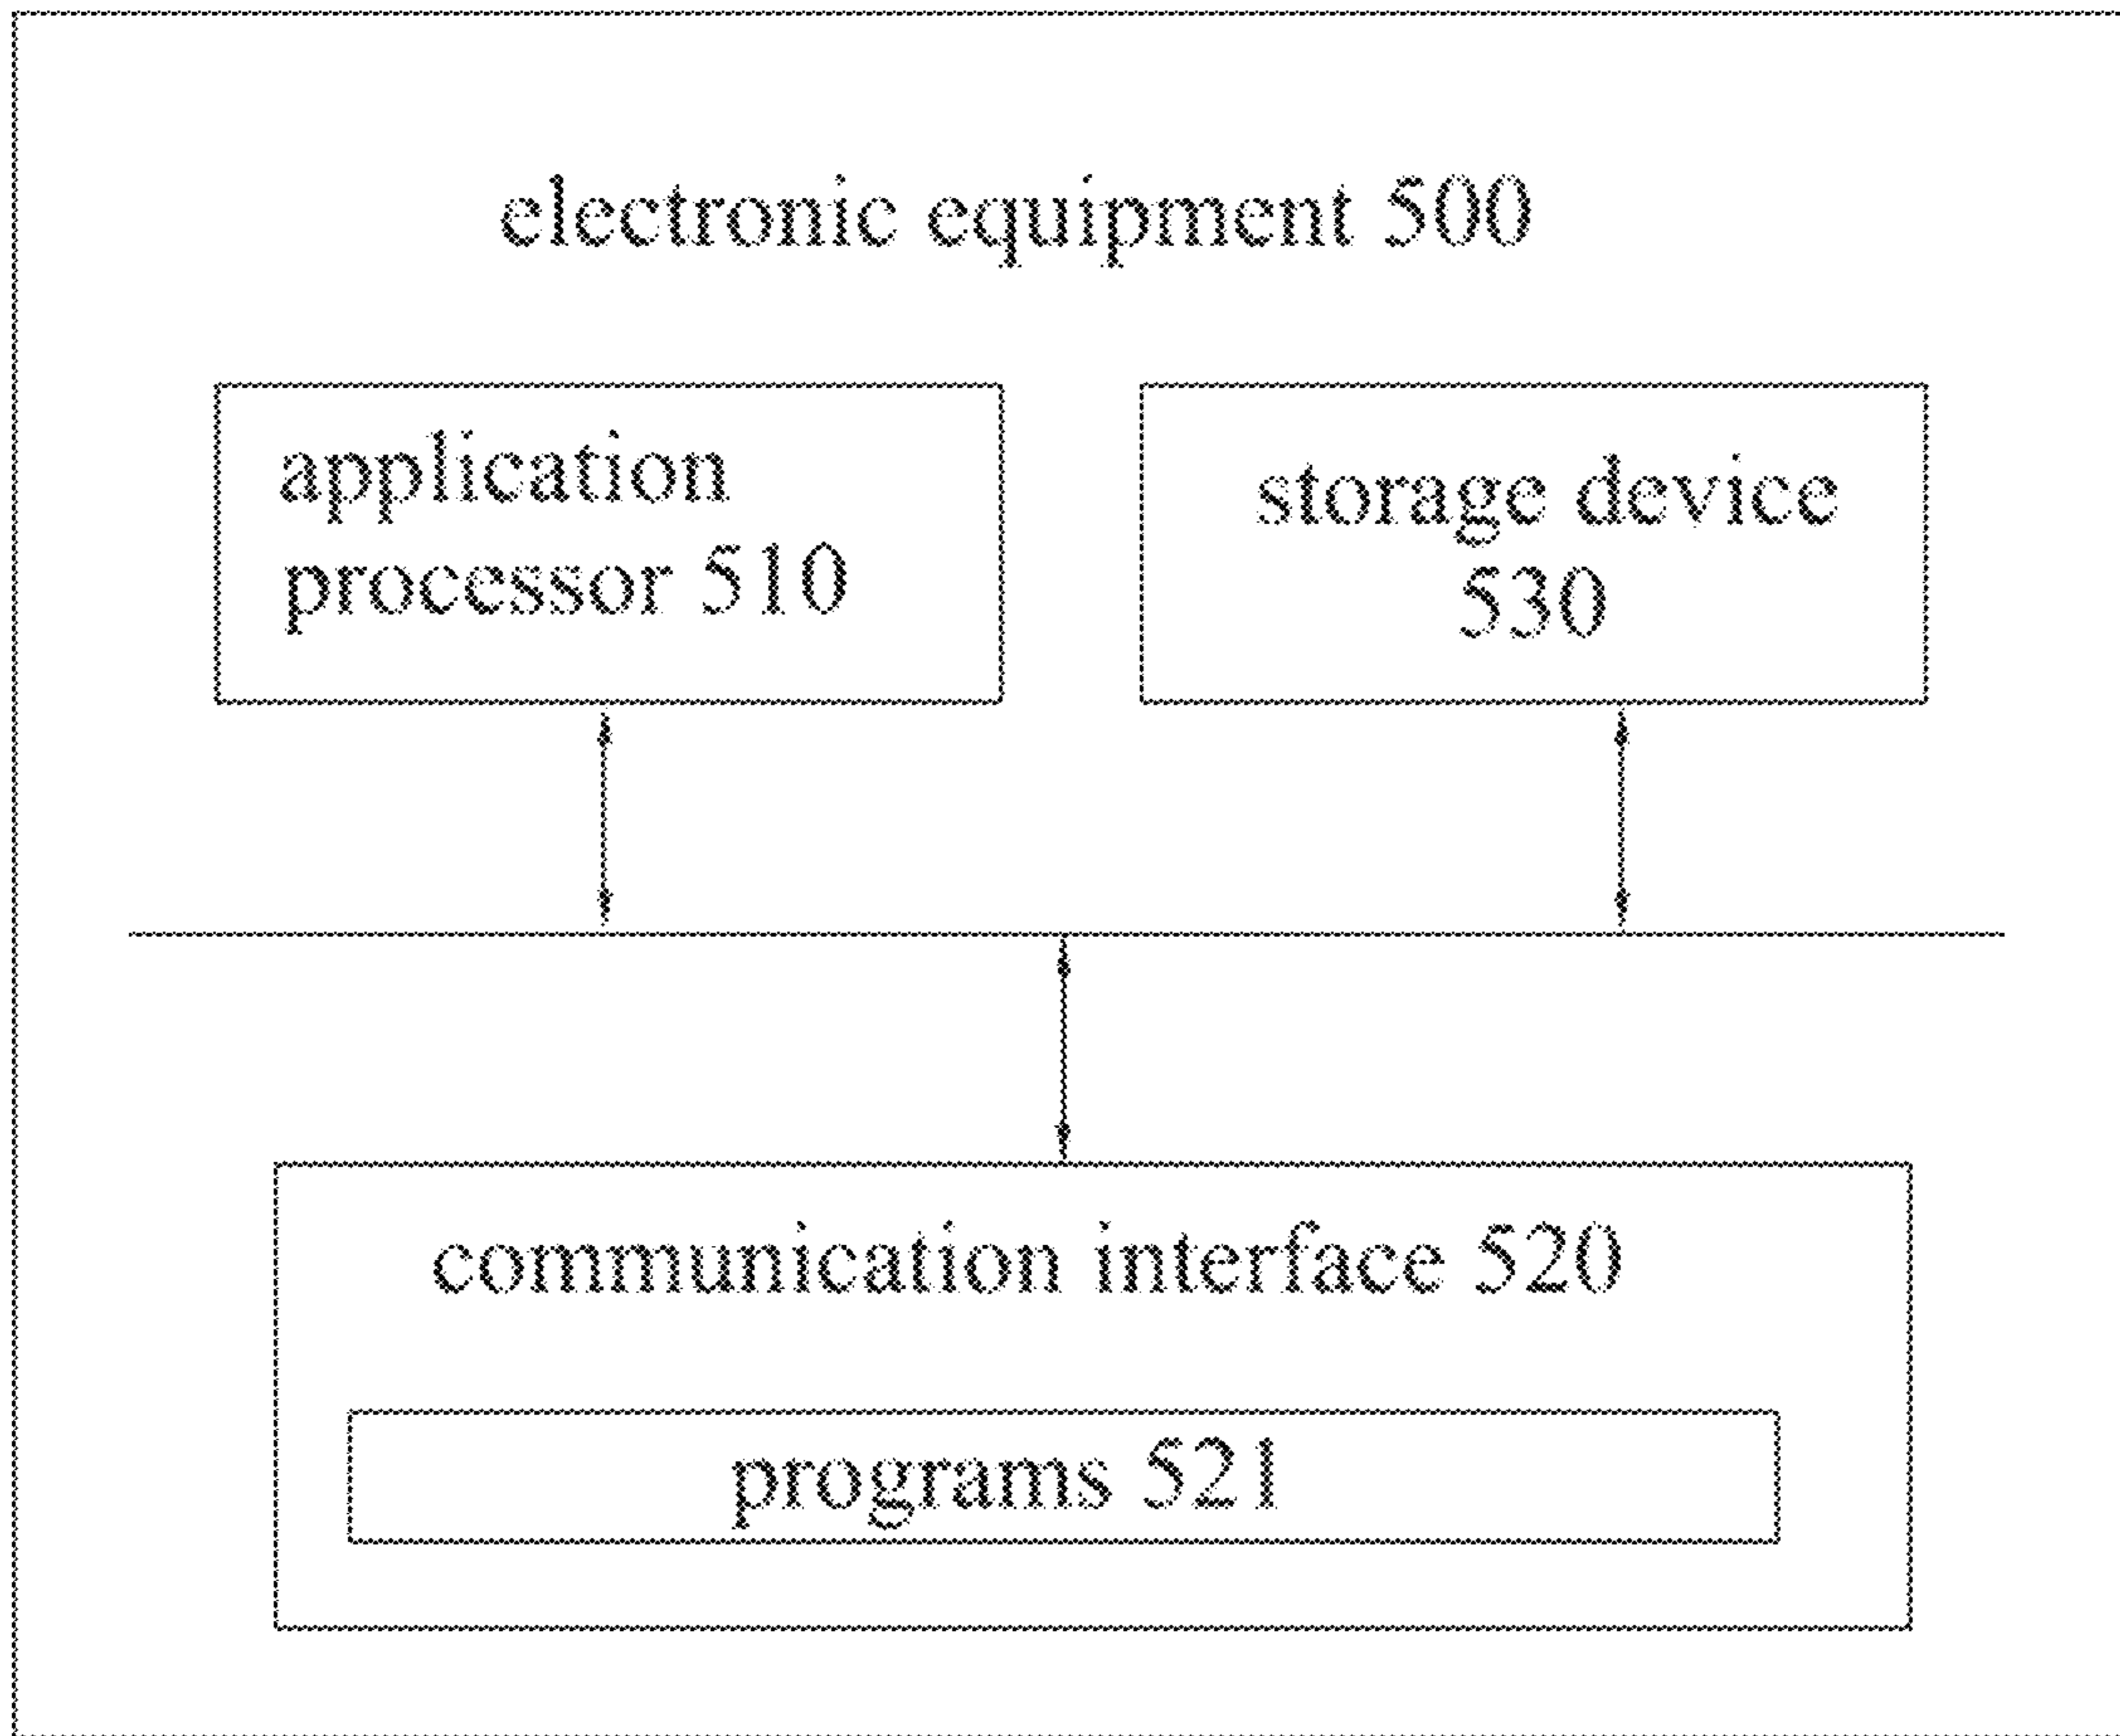 electronic equipment 500
application
processor 510
storage device
530
communication interface 520
programs 521